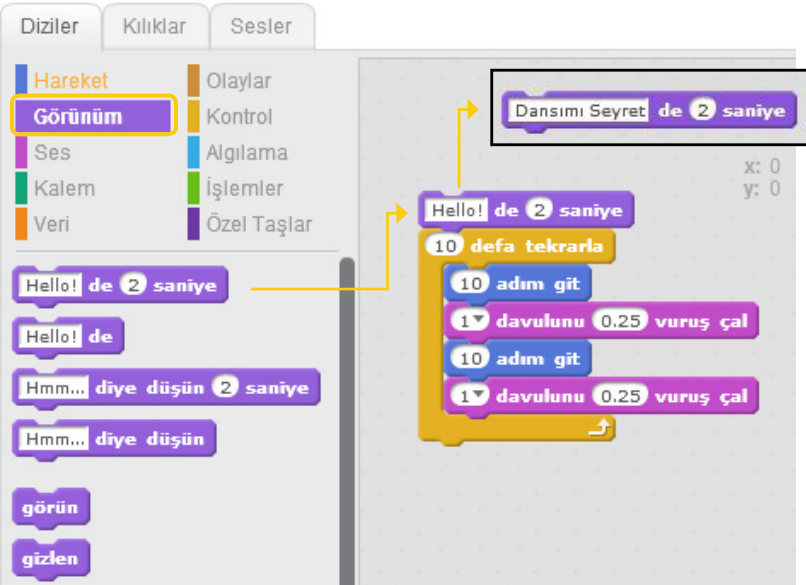 Diziler Kılıklar Sesler
Hareket Olaylar
Görünüm Kontrol
Ses Algılama
Kalem İşlemler
Veri Özel Taşlar
Hello! de 2 saniye
Hello! de
Hmm... diye düşün 2 saniye
Hmm... diye düşün
görün
gizlen
Dansımı Seyret de 2 saniye
x: 0
y: 0
Hello! de 2 saniye
10 defa tekrarla
10 adım git
1 davulunu 0.25 vuruş çal
10 adım git
1 davulunu 0.25 vuruş çal